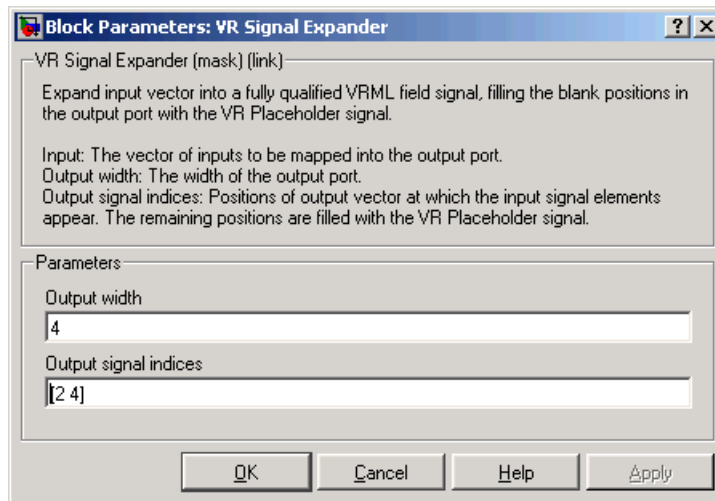 Block Parameters: VR Signal Expander
VR Signal Expander (mask) (link)
Expand input vector into a fully qualified VRML field signal, filling the blank positions in
the output port with the VR Placeholder signal.
Input: The vector of inputs to be mapped into the output port.
Output width: The width of the output port.
Output signal indices: Positions of output vector at which the input signal elements
appear. The remaining positions are filled with the VR Placeholder signal.
Parameters
Output width
4
Output signal indices
[2 4]
OK Cancel Help Apply